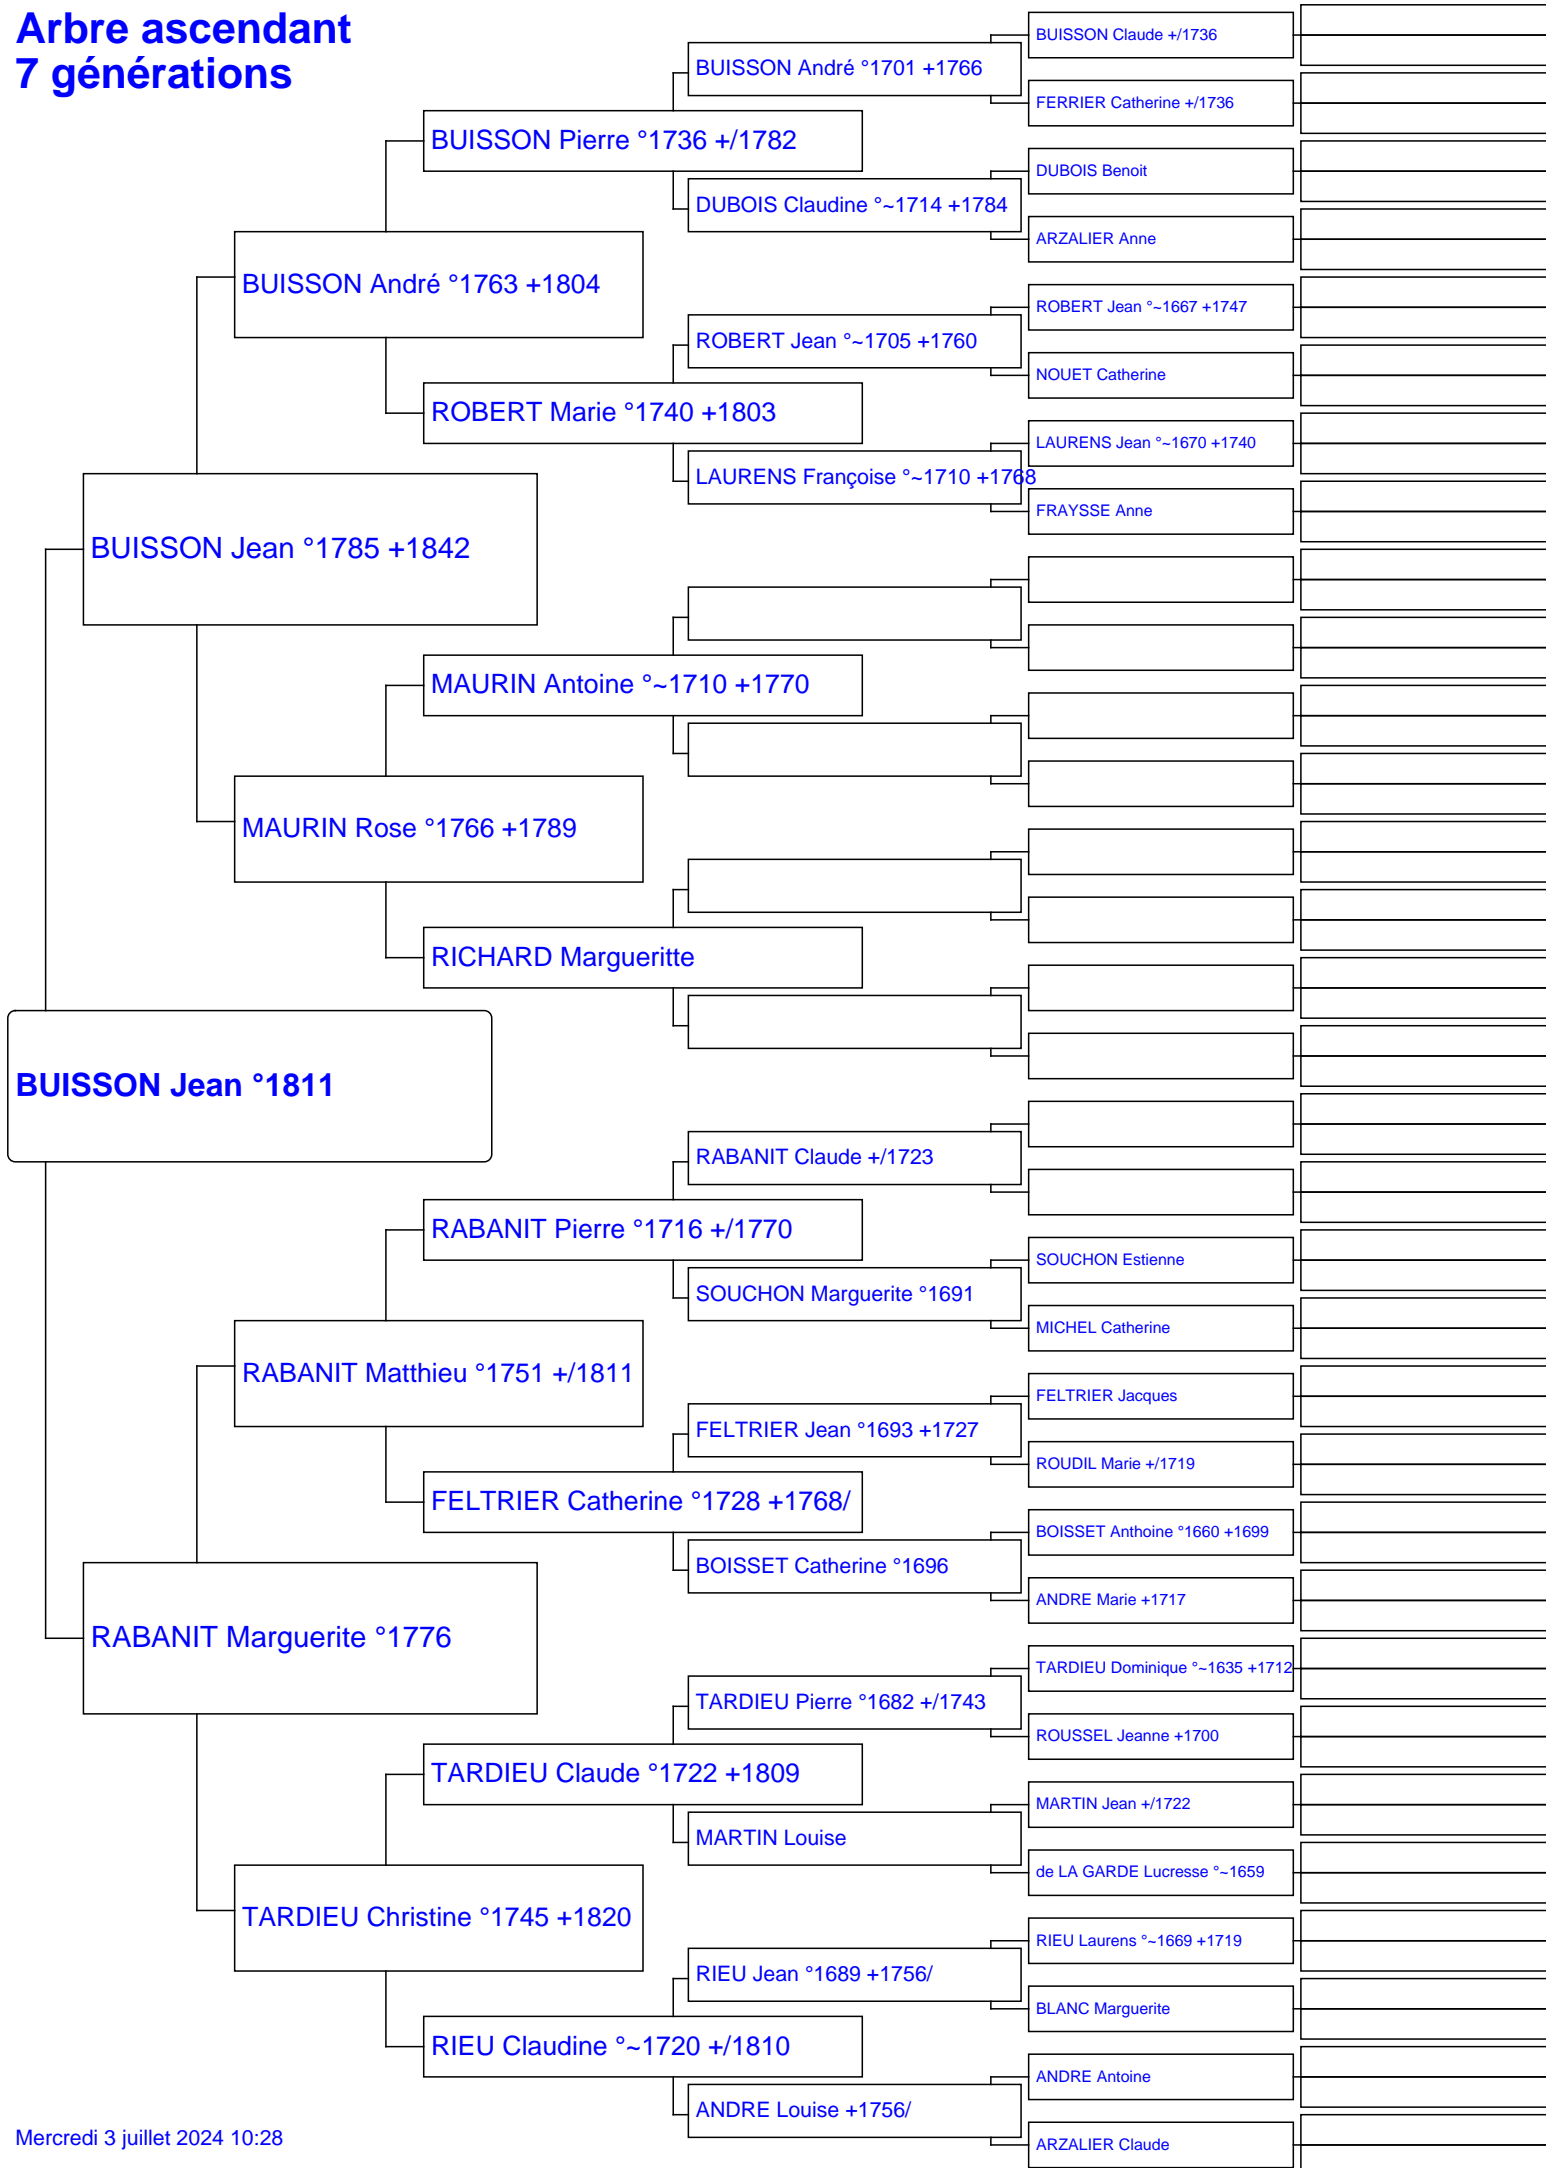 Arbre ascendant
7 générations
BUISSON Claude +/1736
BUISSON André °1701 +1766
FERRIER Catherine +/1736
BUISSON Pierre °1736 +/1782
DUBOIS Benoit
DUBOIS Claudine °~1714 +1784
ARZALIER Anne
BUISSON André °1763 +1804
ROBERT Jean °~1667 +1747
ROBERT Jean °~1705 +1760
NOUET Catherine
ROBERT Marie °1740 +1803
LAURENS Jean °~1670 +1740
LAURENS Françoise °~1710 +1768
FRAYSSE Anne
BUISSON Jean °1785 +1842
MAURIN Antoine °~1710 +1770
MAURIN Rose °1766 +1789
RICHARD Margueritte
BUISSON Jean °1811
RABANIT Claude +/1723
RABANIT Pierre °1716 +/1770
SOUCHON Estienne
SOUCHON Marguerite °1691
MICHEL Catherine
RABANIT Matthieu °1751 +/1811
FELTRIER Jacques
FELTRIER Jean °1693 +1727
ROUDIL Marie +/1719
FELTRIER Catherine °1728 +1768/
BOISSET Anthoine °1660 +1699
BOISSET Catherine °1696
ANDRE Marie +1717
RABANIT Marguerite °1776
TARDIEU Dominique °~1635 +1712
TARDIEU Pierre °1682 +/1743
ROUSSEL Jeanne +1700
TARDIEU Claude °1722 +1809
MARTIN Jean +/1722
MARTIN Louise
de LA GARDE Lucresse °~1659
TARDIEU Christine °1745 +1820
RIEU Laurens °~1669 +1719
RIEU Jean °1689 +1756/
BLANC Marguerite
RIEU Claudine °~1720 +/1810
ANDRE Antoine
ANDRE Louise +1756/
ARZALIER Claude
Mercredi 3 juillet 2024 10:28